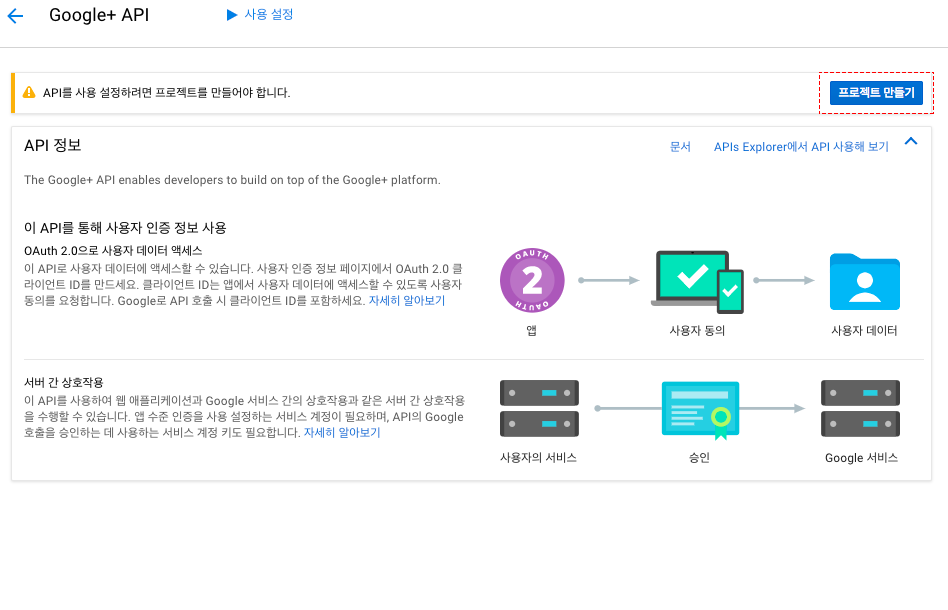 Google+ API
사용 설정
API를 사용 설정하려면 프로젝트를 만들어야 합니다.
프로젝트 만들기
API 정보
문서
APIs Explorer에서 API 사용해 보기
The Google+ API enables developers to build on top of the Google+ platform.
이 API를 통해 사용자 인증 정보 사용
OAuth 2.0으로 사용자 데이터 액세스
이 API로 사용자 데이터에 액세스할 수 있습니다. 사용자 인증 정보 페이지에서 OAuth 2.0 클
라이언트 ID를 만드세요. 클라이언트 ID는 앱에서 사용자 데이터에 액세스할 수 있도록 사용자
동의를 요청합니다. Google로 API 호출 시 클라이언트 ID를 포함하세요. 자세히 알아보기
OAUTH
2
OAUTH
앱
사용자 동의
사용자 데이터
서버 간 상호작용
이 API를 사용하여 웹 애플리케이션과 Google 서비스 간의 상호작용과 같은 서버 간 상호작용
을 수행할 수 있습니다. 앱 수준 인증을 사용 설정하는 서비스 계정이 필요하며, API의 Google
호출을 승인하는 데 사용하는 서비스 계정 키도 필요합니다. 자세히 알아보기
사용자의 서비스
승인
Google 서비스